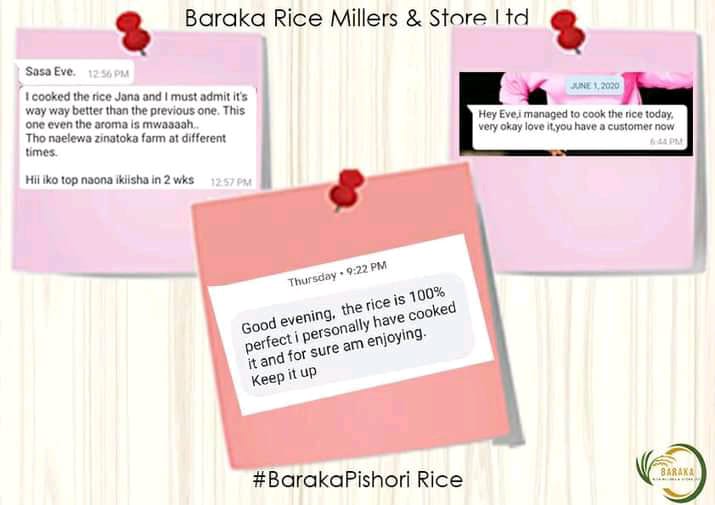 Baraka Rice Millers & Store Ltd
Sasa Eve. 12:56 PM
I cooked the rice Jana and I must admit it's
way way better than the previous one. This
one even the aroma is mwaaaah..
Tho naelewa zinatoka farm at different
times.
Hii iko top naona ikiisha in 2 wks 12:57 PM
JUNE 1, 2020
Hey Eve,i managed to cook the rice today,
very okay love it,you have a customer now
6:44 PM
Thursday • 9:22 PM
Good evening, the rice is 100%
perfect i personally have cooked
it and for sure am enjoying.
Keep it up
#BarakaPishori Rice
BARAKA